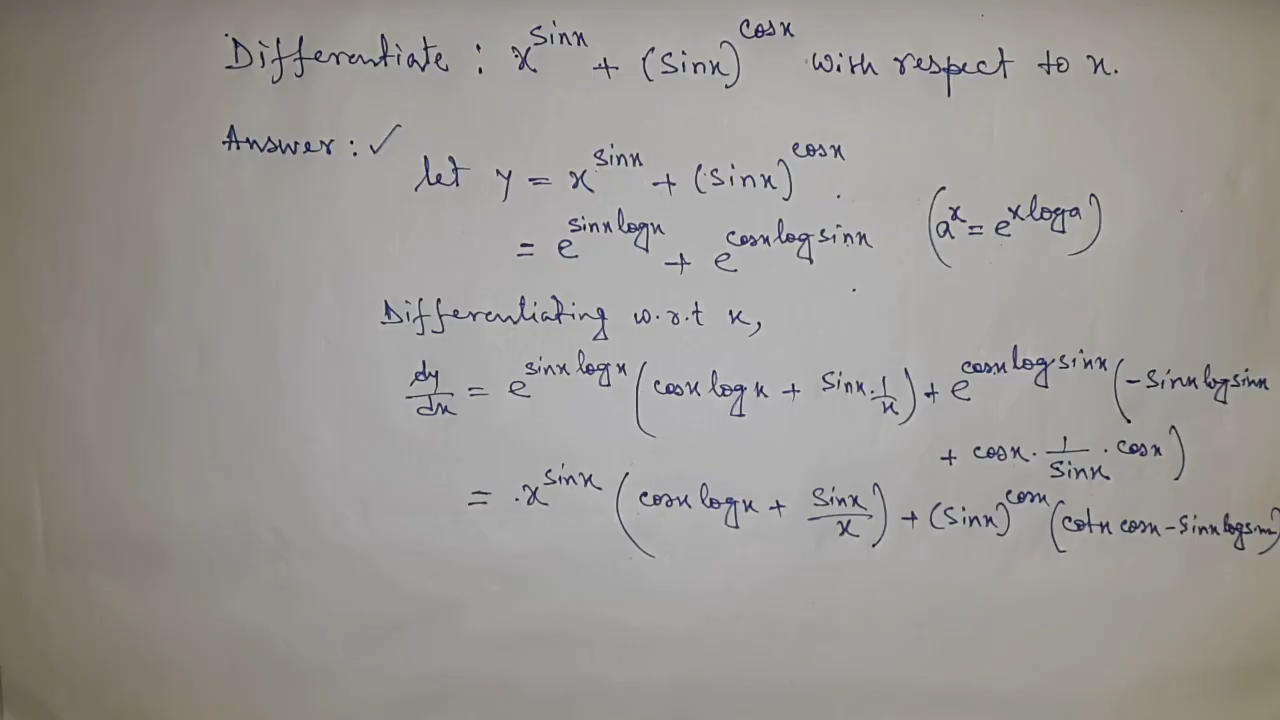 Differentiate : x^sinx + (sinx)^cosx with respect to x.
Answer : ✓
let y = x^sinx + (sinx)^cosx
= e^sinx logx + e^cosx log sinx (a^x = e^x log a)
Differentiating w.r.t x,
dy/dx = e^sinx logx (cosx logx + sinx · 1/x) + e^cosx log sinx (-sinx log sinx
+ cosx · 1/sinx · cosx)
= x^sinx (cosx logx + sinx/x) + (sinx)^cosx (cotx cosx - sinx log sinx)